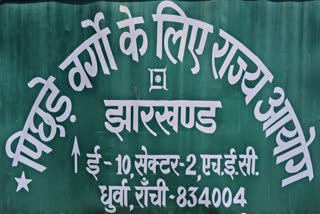 पिछड़े वर्गो के लिए राज्य आयोग
झारखण्ड
ई-10, सेक्टर-2, एच.ई.सी.
धुर्वा, राँची-834004